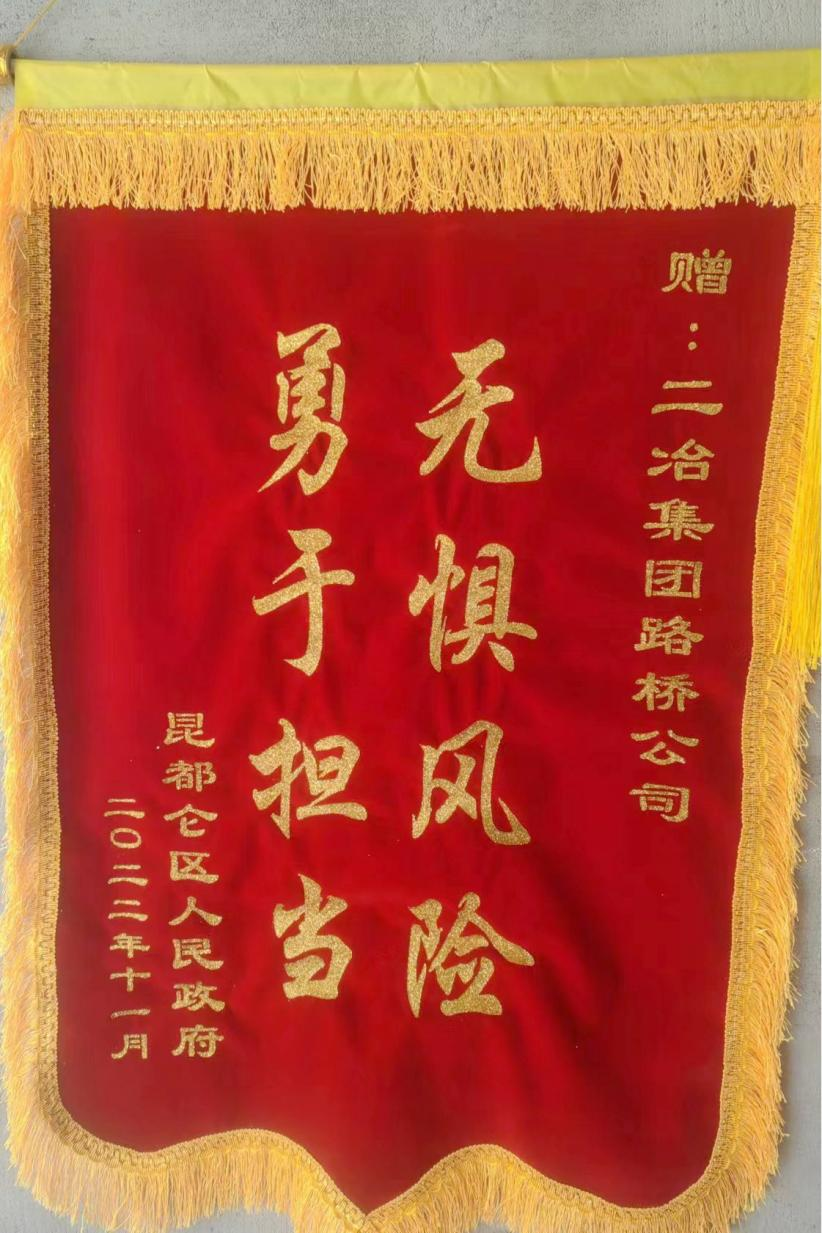 赠：二冶集团路桥公司
无惧风险
勇于担当
昆都仑区人民政府
二〇二二年十一月